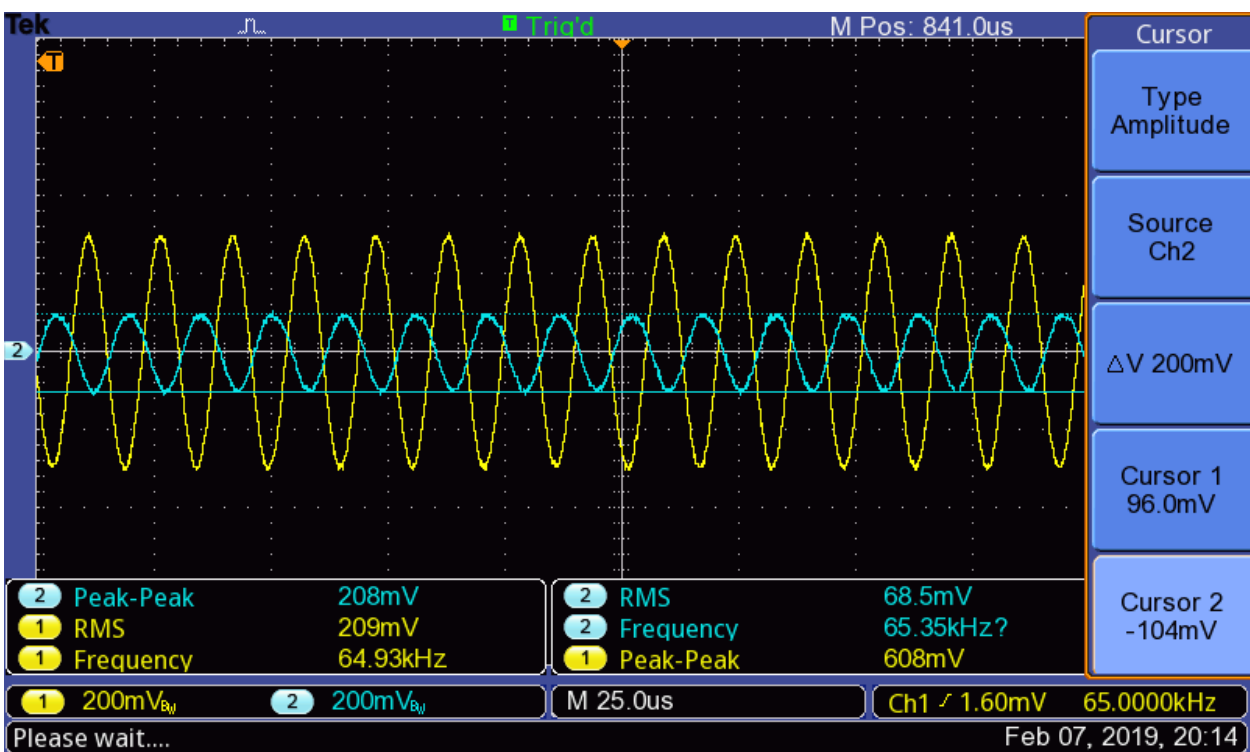 Tek
T Trig'd
M Pos: 841.0us
Cursor
T
Type
Amplitude
Source
Ch2
2
△V 200mV
Cursor 1
96.0mV
Cursor 2
-104mV
2 Peak-Peak 208mV
1 RMS 209mV
1 Frequency 64.93kHz
2 RMS 68.5mV
2 Frequency 65.35kHz?
1 Peak-Peak 608mV
1 200mVBW 2 200mVBW M 25.0us Ch1 1.60mV 65.0000kHz
Please wait.... Feb 07, 2019, 20:14